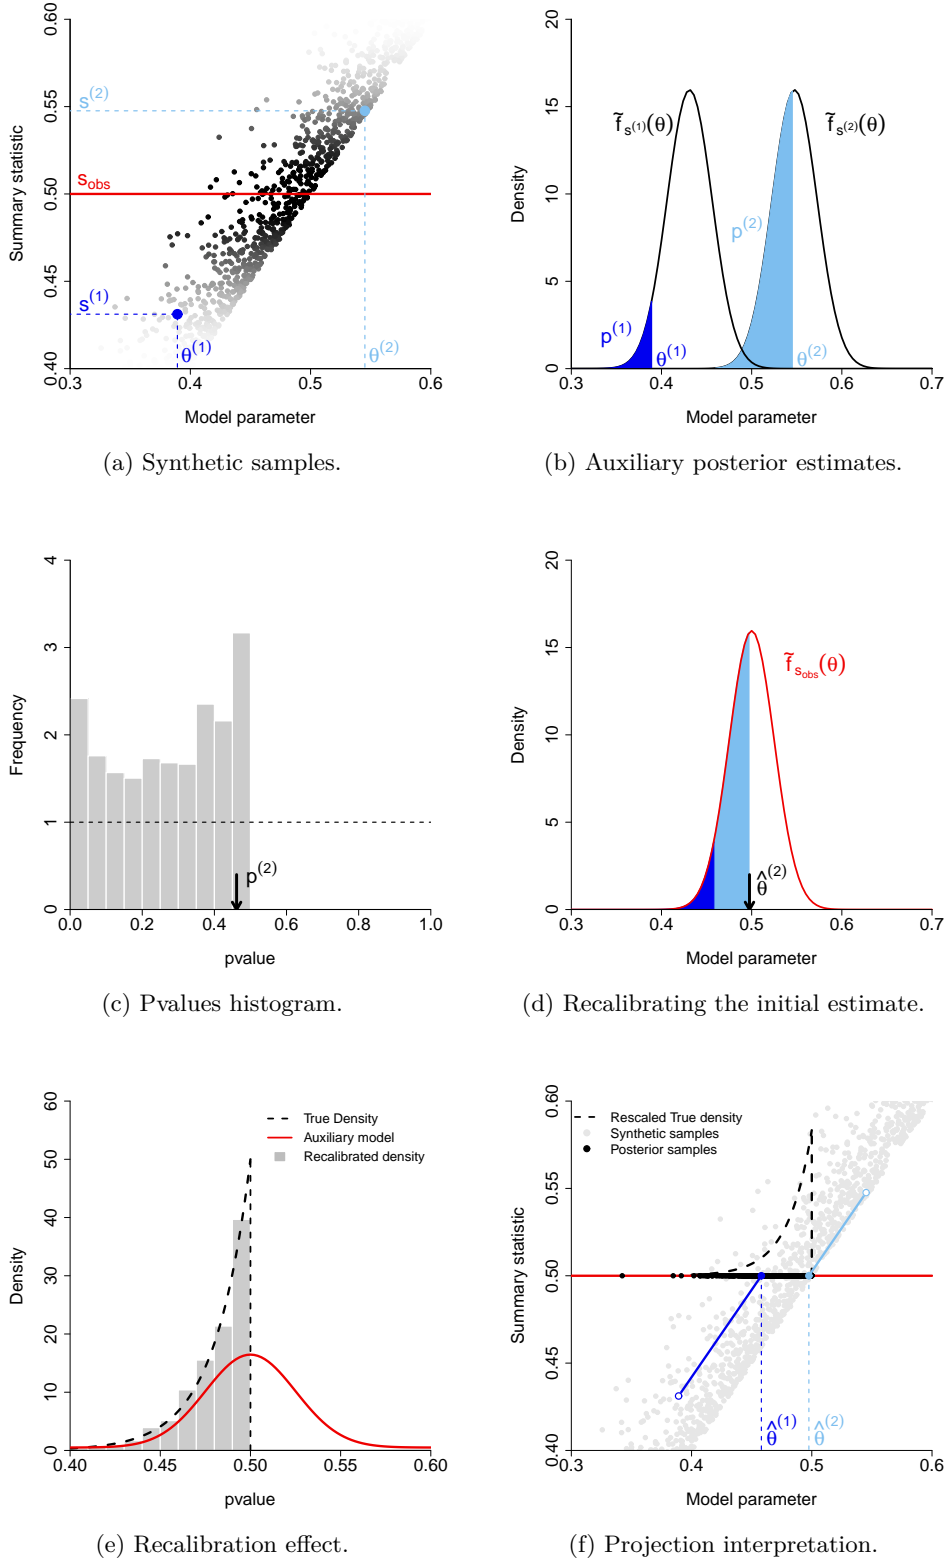 0.60
0.55
0.50
0.45
0.40
Summary statistic
s(2)
sobs
s(1)
θ(1)
θ(2)
0.3 0.4 0.5 0.6
Model parameter
(a) Synthetic samples.
20
15
10
5
0
Density
f̃s(1)(θ)
f̃s(2)(θ)
p(2)
p(1)
θ(1)
θ(2)
0.3 0.4 0.5 0.6 0.7
Model parameter
(b) Auxiliary posterior estimates.
4
3
2
1
0
Frequency
p(2)
0.0 0.2 0.4 0.6 0.8 1.0
pvalue
(c) Pvalues histogram.
20
15
10
5
0
Density
f̃sobs(θ)
θ̂(2)
0.3 0.4 0.5 0.6 0.7
Model parameter
(d) Recalibrating the initial estimate.
60
50
40
30
20
10
0
Density
True Density
Auxiliary model
Recalibrated density
0.40 0.45 0.50 0.55 0.60
pvalue
(e) Recalibration effect.
0.60
0.55
0.50
0.45
0.40
Summary statistic
Rescaled True density
Synthetic samples
Posterior samples
θ̂(1)
θ̂(2)
0.3 0.4 0.5 0.6
Model parameter
(f) Projection interpretation.